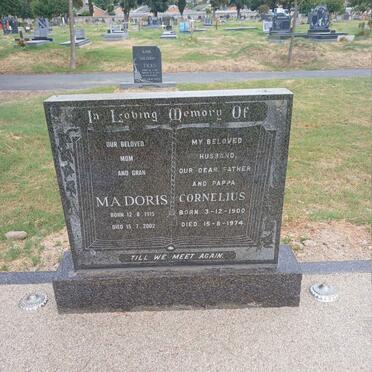 In Loving Memory Of
OUR BELOVED
MOM
AND GRAN
MA DORIS
BORN 12. 8. 1915
DIED 15. 7. 2002
MY BELOVED
HUSBAND,
OUR DEAR FATHER
AND PAPPA
CORNELIUS
BORN 3-12-1900
DIED 15-8-1974
TILL WE MEET AGAIN.